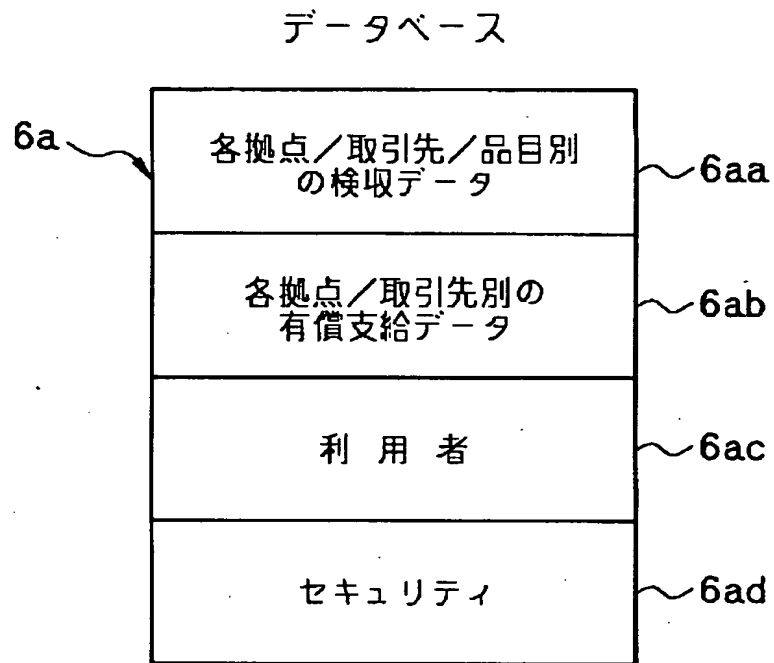 データベース
6a
各拠点／取引先／品目別
の検収データ
6aa
各拠点／取引先別の
有償支給データ
6ab
利用者
6ac
セキュリティ
6ad